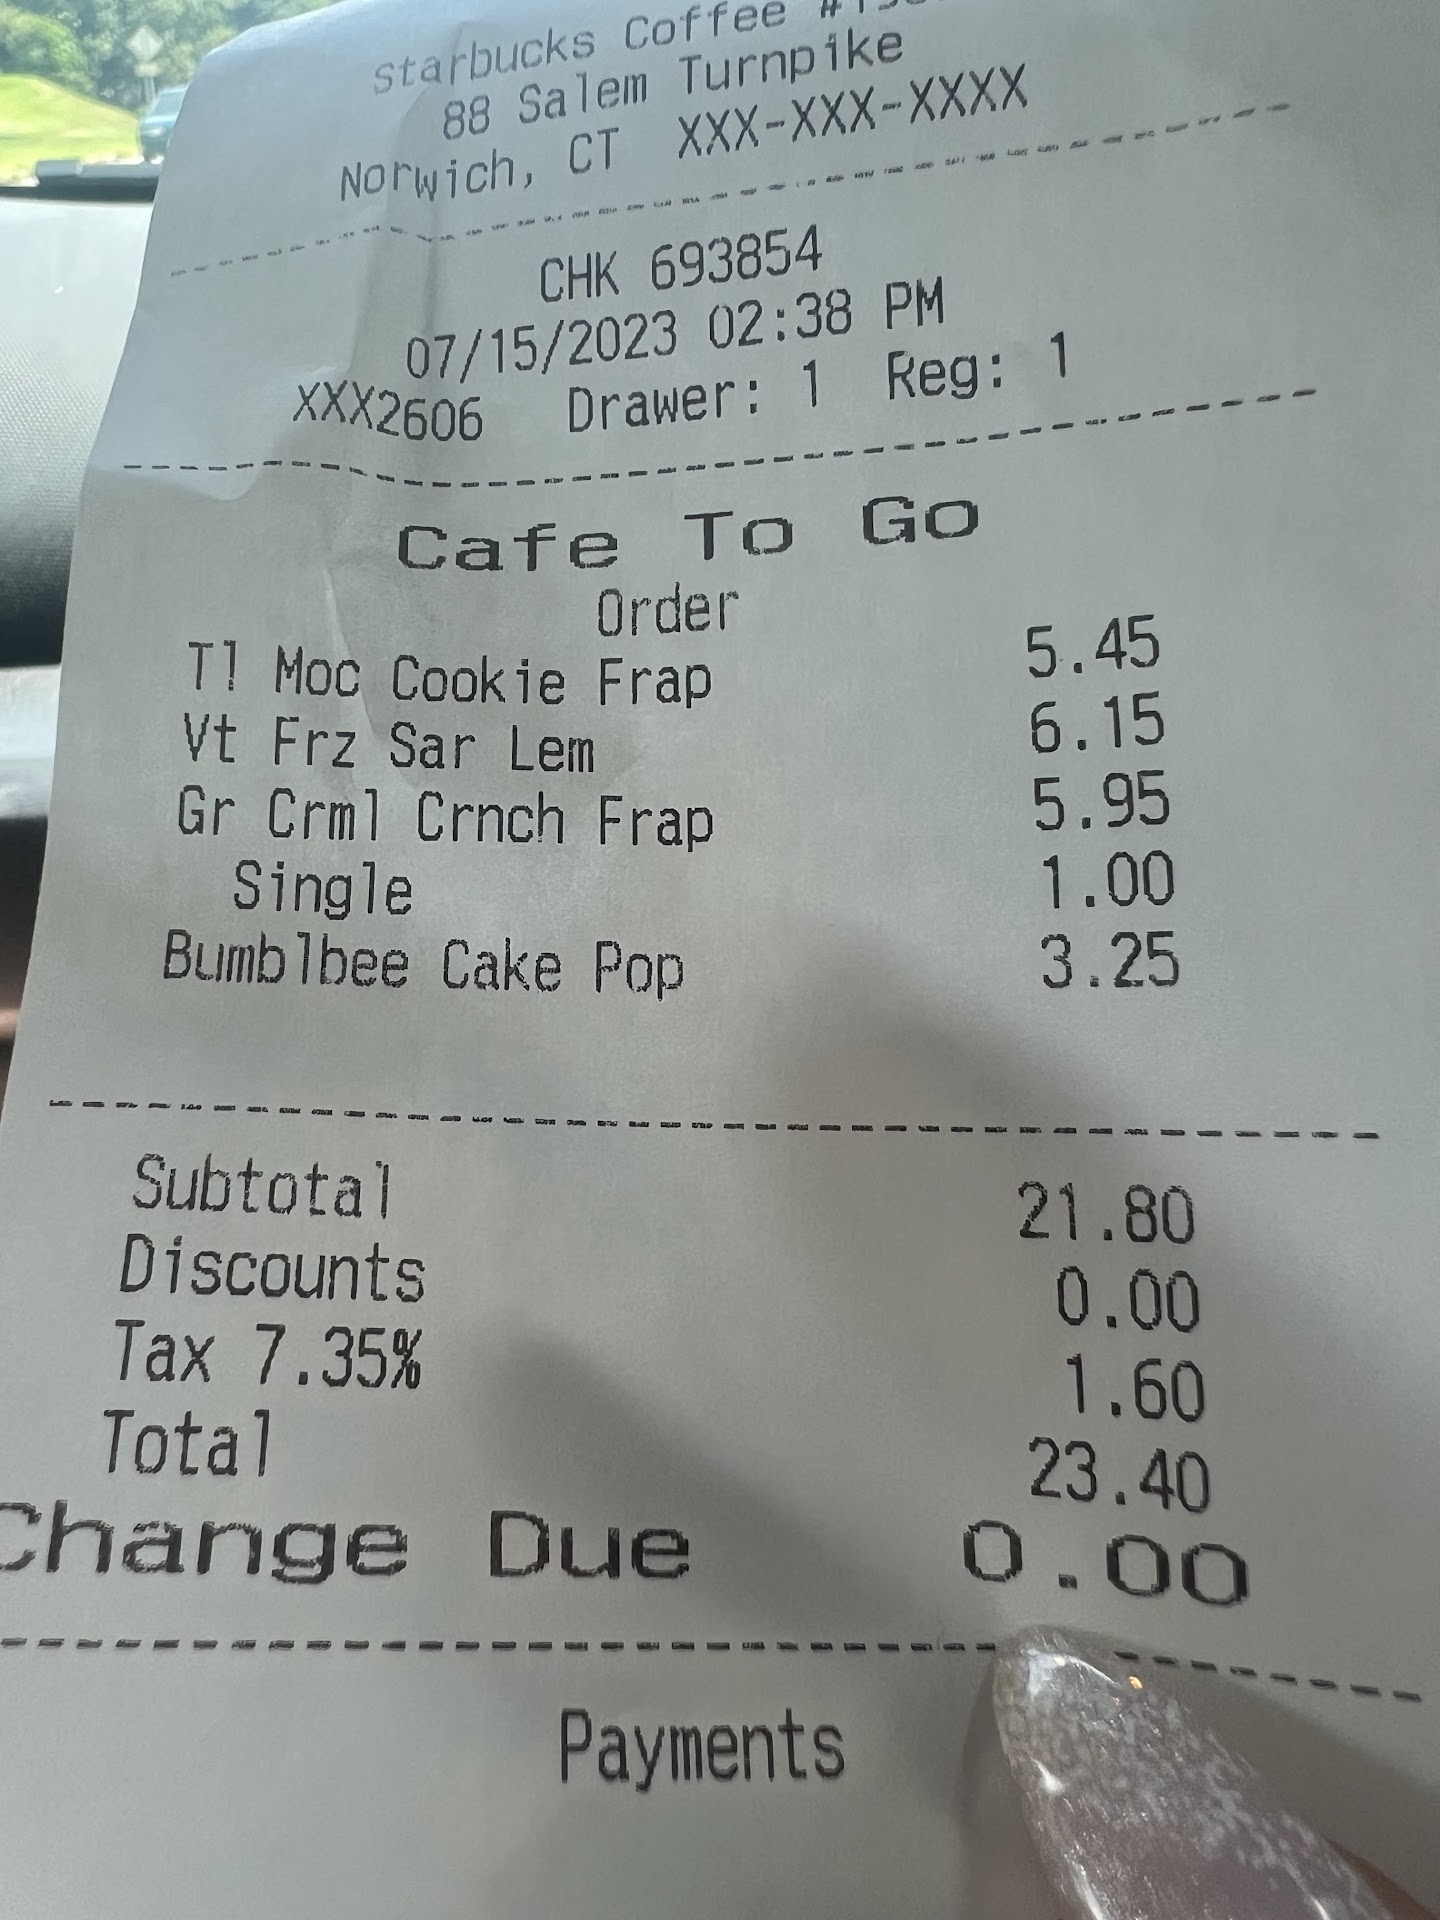 Starbucks Coffee
88 Salem Turnpike
Norwich, CT XXX-XXX-XXXX
CHK 693854
07/15/2023 02:38 PM
XXX2606 Drawer: 1 Reg: 1
Cafe To Go
Order
Tl Moc Cookie Frap 5.45
Vt Frz Sar Lem 6.15
Gr Crml Crnch Frap 5.95
Single 1.00
Bumblbee Cake Pop 3.25
Subtotal 21.80
Discounts 0.00
Tax 7.35% 1.60
Total 23.40
Change Due 0.00
Payments